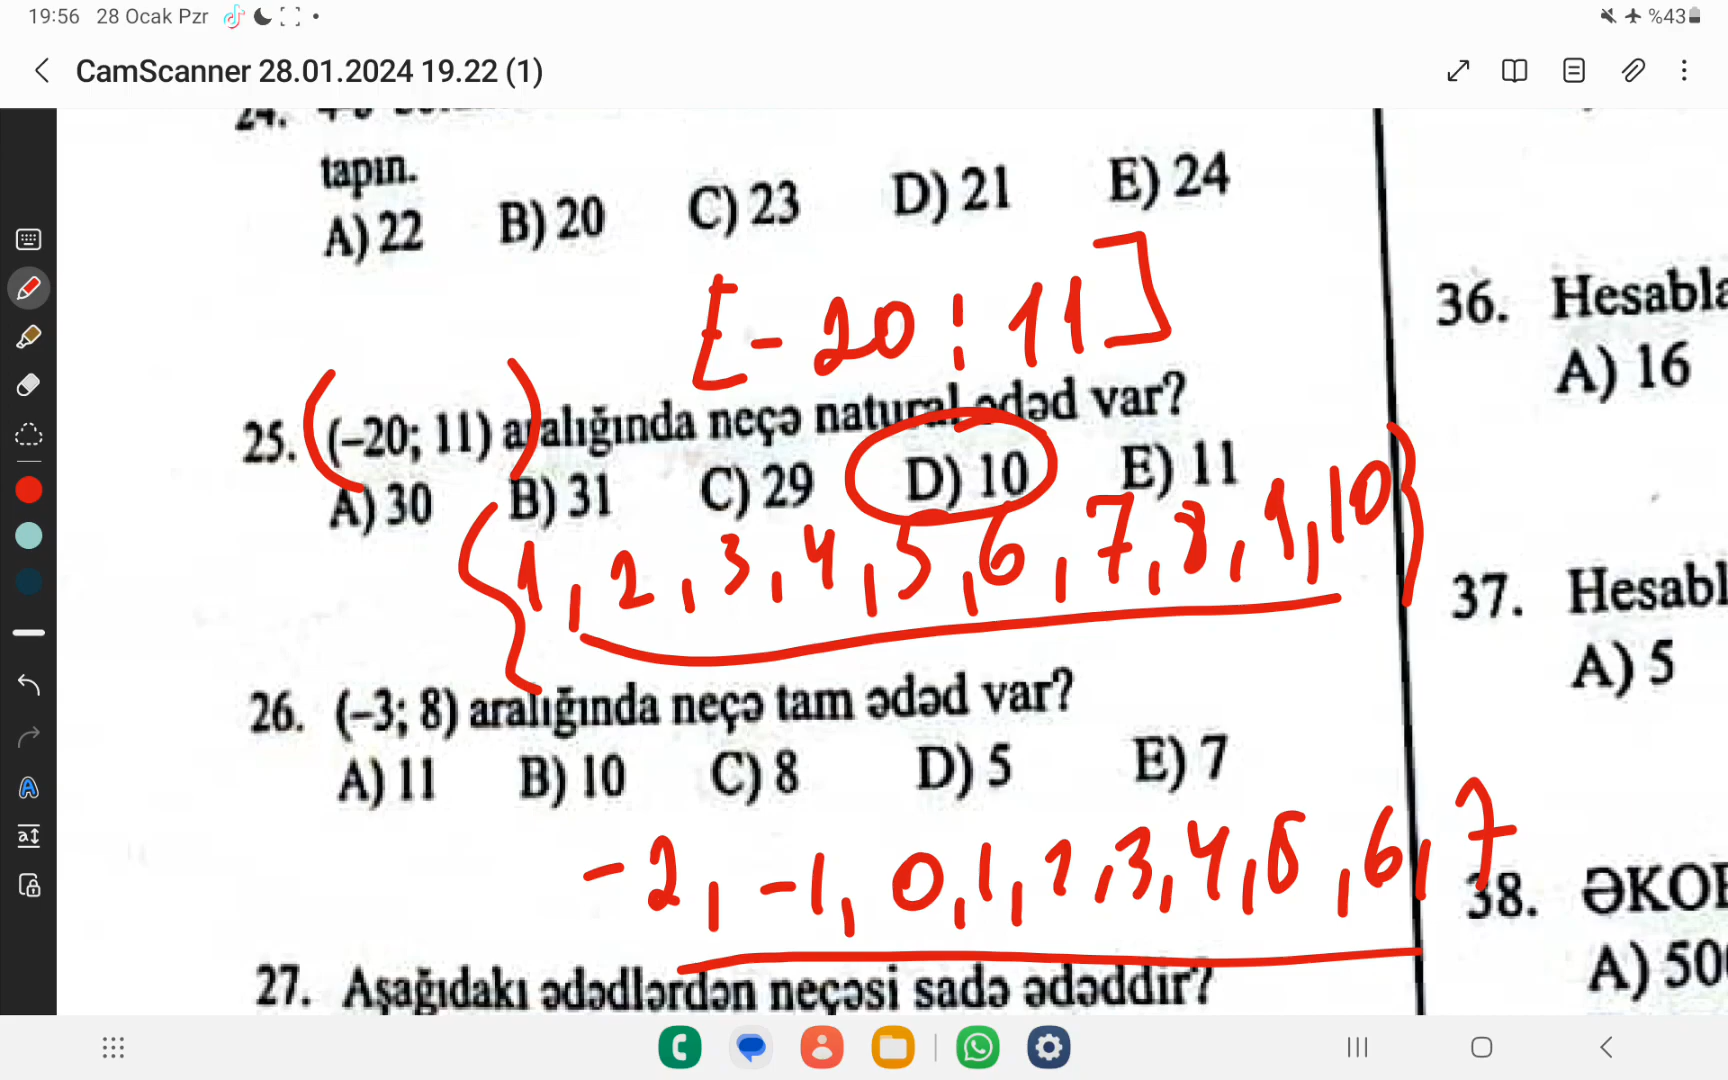 19:56 28 Ocak Pzr %43
CamScanner 28.01.2024 19.22 (1)
24.
tapın.
A) 22 B) 20 C) 23 D) 21 E) 24
[-20 ; 11]
25. (–20; 11) aralığında neçə natural ədəd var?
A) 30 B) 31 C) 29 D) 10 E) 11
{1, 2, 3, 4, 5, 6, 7, 8, 9, 10}
26. (–3; 8) aralığında neçə tam ədəd var?
A) 11 B) 10 C) 8 D) 5 E) 7
-2, -1, 0, 1, 2, 3, 4, 5, 6, 7
27. Aşağıdakı ədədlərdən neçəsi sadə ədəddir?
36. Hesabla
A) 16
37. Hesabl
A) 5
38. ƏKOB
A) 500